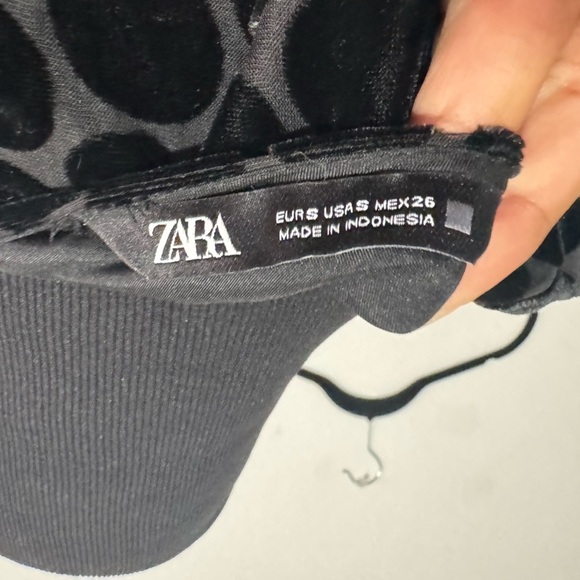 ZARA
EUR S USA S MEX 26
MADE IN INDONESIA